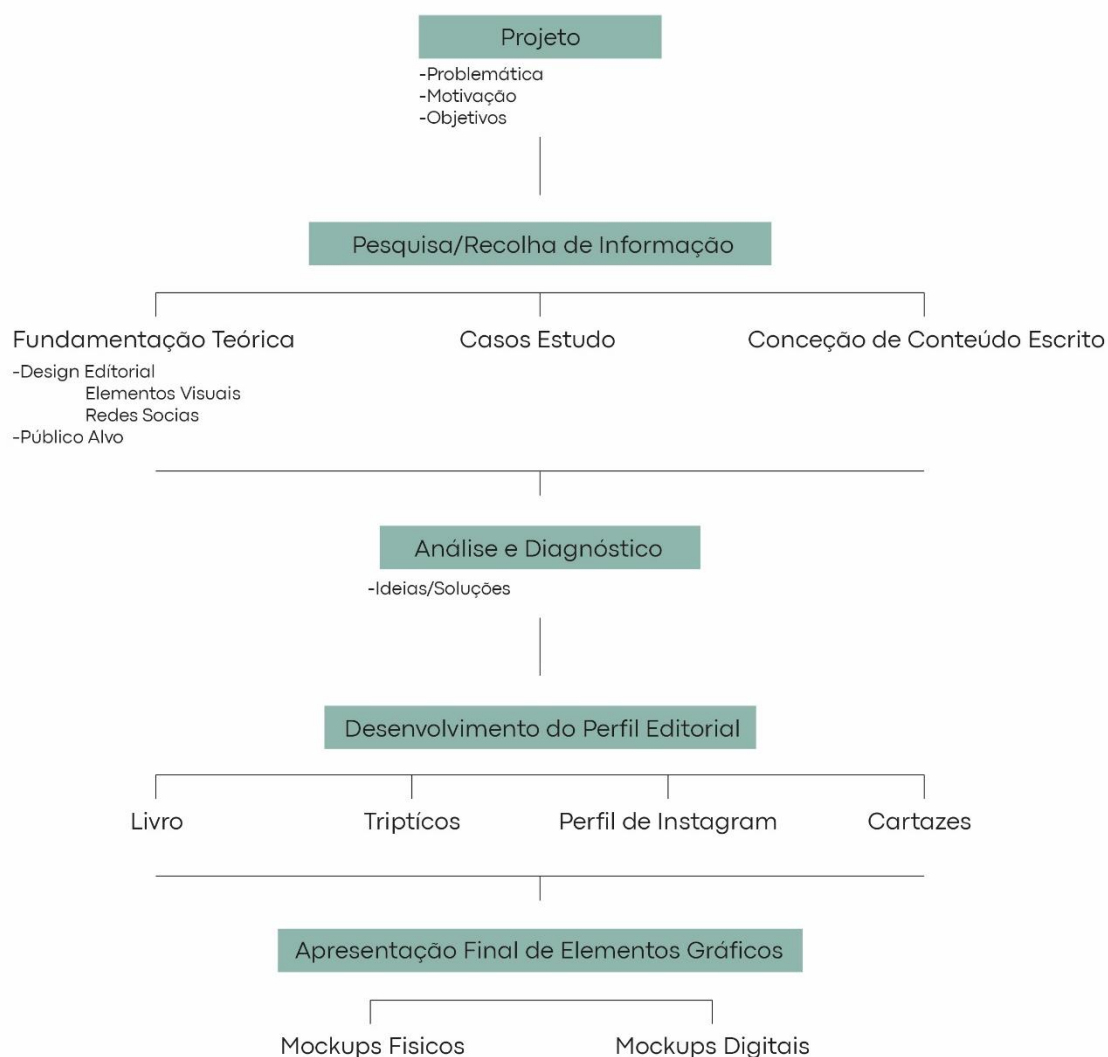 Projeto
-Problemática
-Motivação
-Objetivos
Pesquisa/Recolha de Informação
Fundamentação Teórica
-Design Edítorial
Elementos Visuais
Redes Socias
-Público Alvo
Casos Estudo
Conceção de Conteúdo Escrito
Análise e Diagnóstico
-Ideias/Soluções
Desenvolvimento do Perfil Editorial
Livro
Triptícos
Perfil de Instagram
Cartazes
Apresentação Final de Elementos Gráficos
Mockups Fisicos
Mockups Digitais